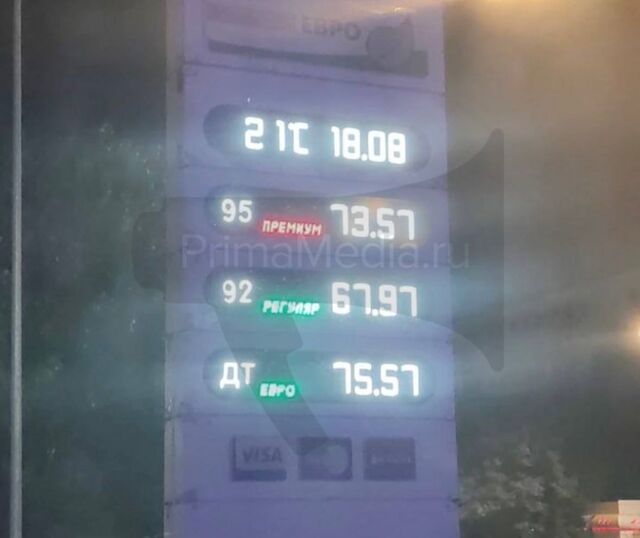 ЕВРО
21°C 18.08
95 ПРЕМИУМ 73.57
PrimaMedia.ru
92 РЕГУЛЯР 67.97
ДТ ЕВРО 75.57
VISA